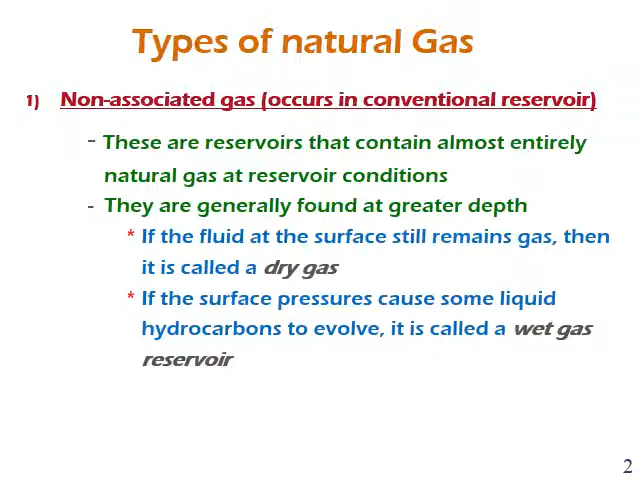 Types of natural Gas
1) Non-associated gas (occurs in conventional reservoir)
- These are reservoirs that contain almost entirely
natural gas at reservoir conditions
- They are generally found at greater depth
* If the fluid at the surface still remains gas, then
it is called a dry gas
* If the surface pressures cause some liquid
hydrocarbons to evolve, it is called a wet gas
reservoir
2